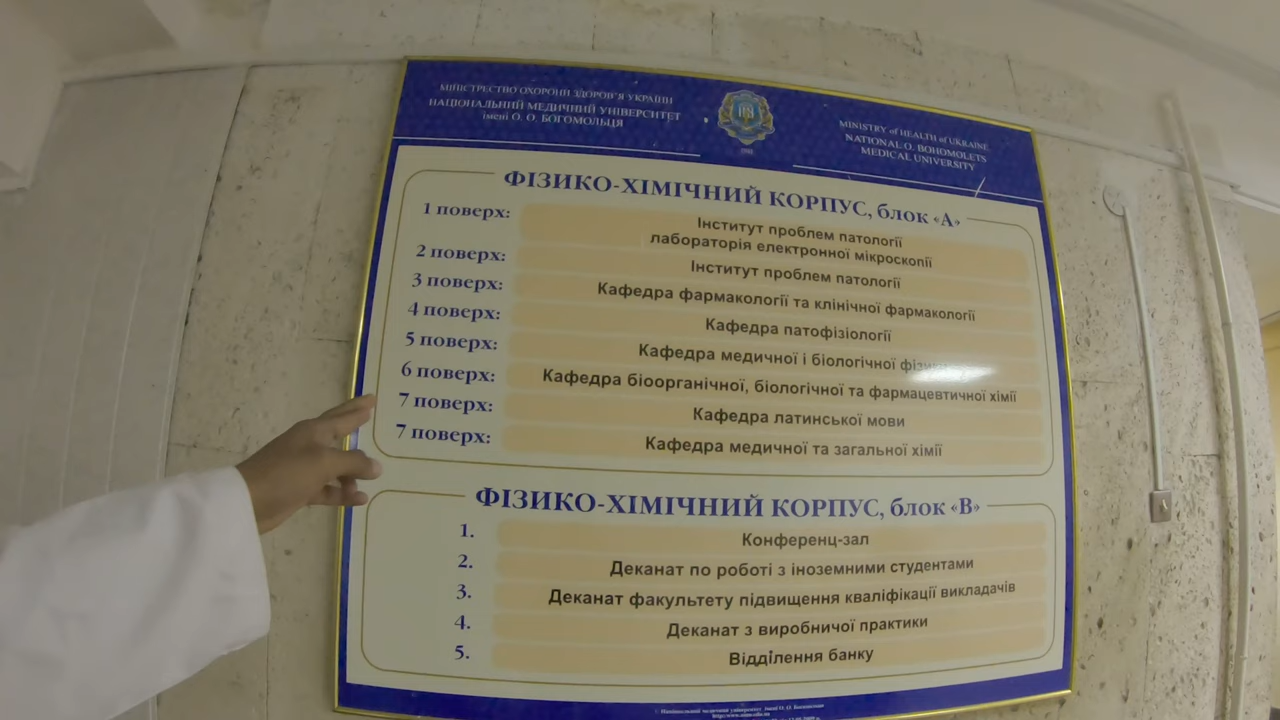 МІНІСТЕРСТВО ОХОРОНИ ЗДОРОВ'Я УКРАЇНИ
НАЦІОНАЛЬНИЙ МЕДИЧНИЙ УНІВЕРСИТЕТ
імені О. О. БОГОМОЛЬЦЯ
MINISTRY of HEALTH of UKRAINE
NATIONAL O. BOHOMOLETS
MEDICAL UNIVERSITY
ФІЗИКО-ХІМІЧНИЙ КОРПУС, блок «А»
1 поверх: Інститут проблем патології
лабораторія електронної мікроскопії
2 поверх: Інститут проблем патології
3 поверх: Кафедра фармакології та клінічної фармакології
4 поверх: Кафедра патофізіології
5 поверх: Кафедра медичної і біологічної
6 поверх: Кафедра біоорганічної, біологічної та фармацевтичної хімії
7 поверх: Кафедра латинської мови
7 поверх: Кафедра медичної та загальної хімії
ФІЗИКО-ХІМІЧНИЙ КОРПУС, блок «В»
1. Конференц-зал
2. Деканат по роботі з іноземними студентами
3. Деканат факультету підвищення кваліфікації викладачів
4. Деканат з виробничої практики
5. Відділення банку
Національний медичний університет імені О.О. Богомольця